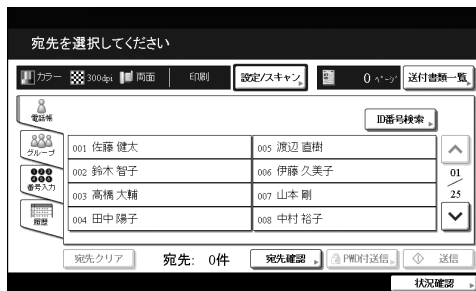 宛先を選択してください
カラー 300dpi 両面 印刷 設定/スキャン 0 ページ 送付書類一覧
電話帳
ID番号検索
グループ
001 佐藤 健太 005 渡辺 直樹
番号入力
002 鈴木 智子 006 伊藤 久美子
01
003 高橋 大輔 007 山本 剛
25
履歴
004 田中 陽子 008 中村 裕子
宛先クリア 宛先: 0件 宛先確認 PWD付送信 送信
状況確認